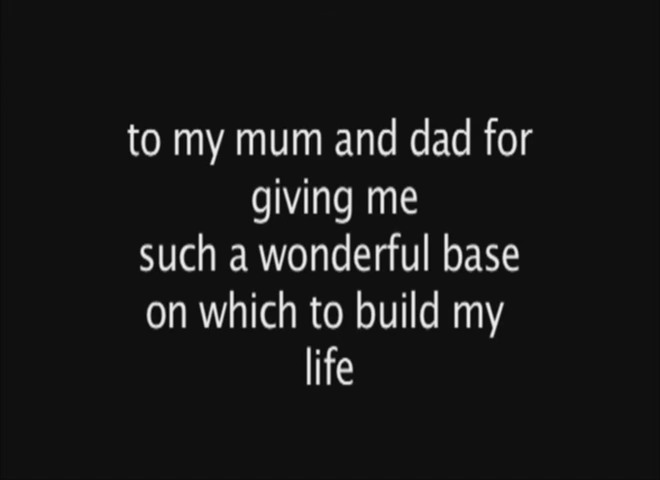 to my mum and dad for
giving me
such a wonderful base
on which to build my
life